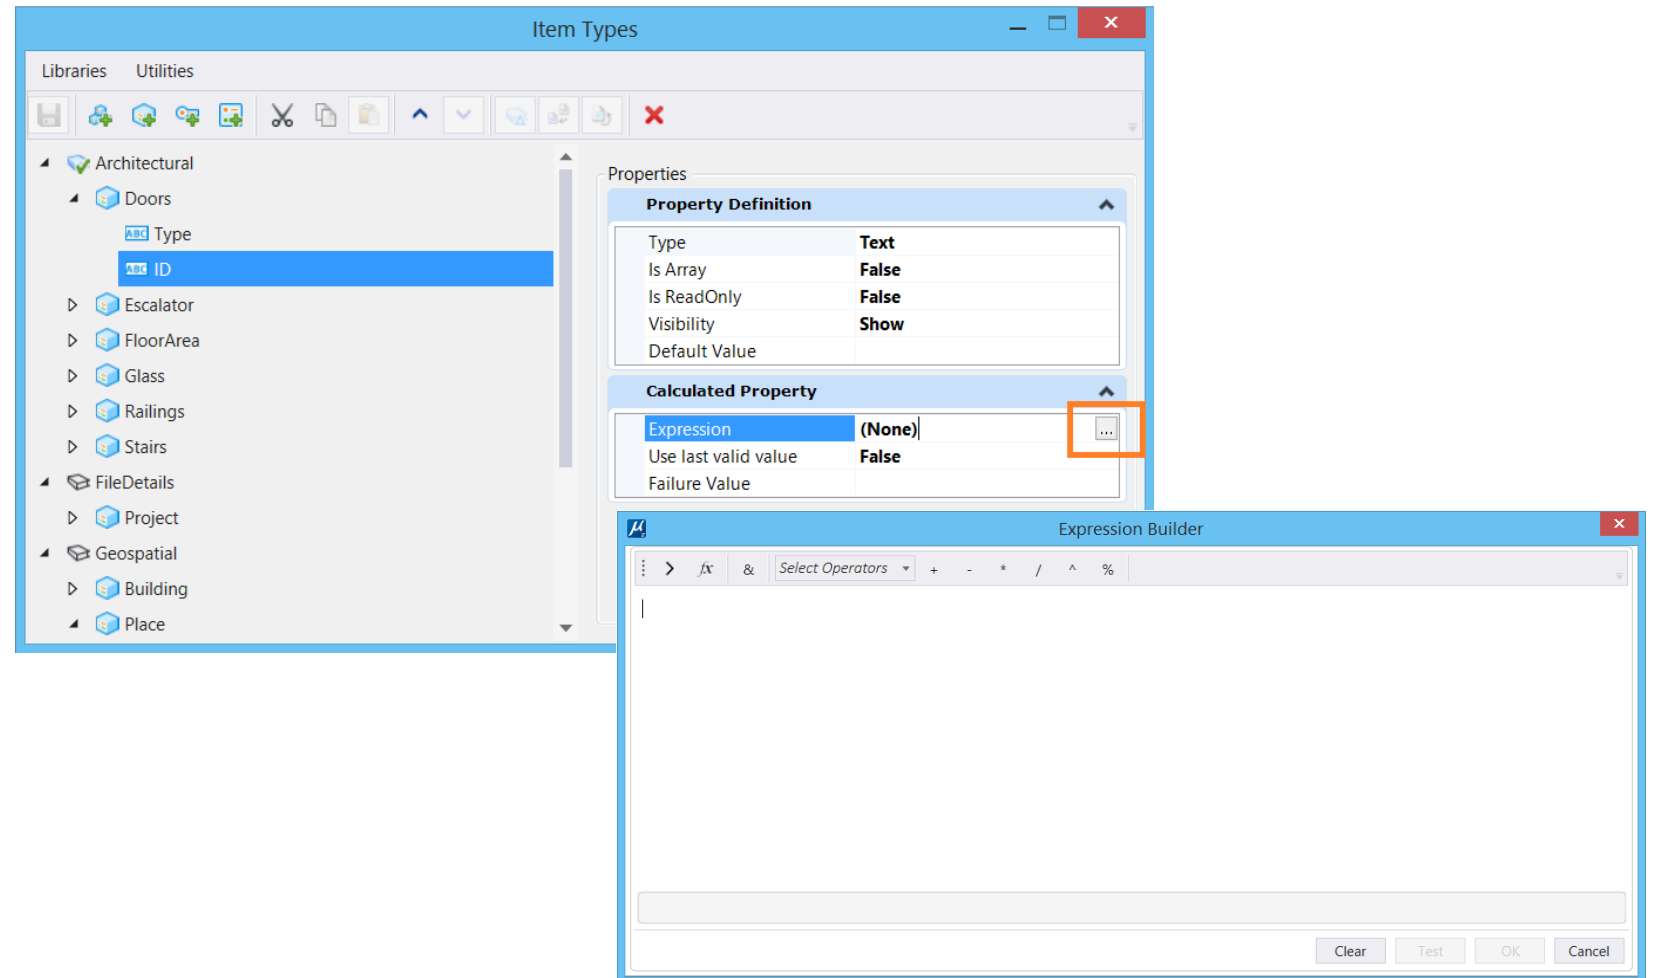 Item Types
Libraries Utilities
Architectural
Doors
ABC Type
ABC ID
Escalator
FloorArea
Glass
Railings
Stairs
FileDetails
Project
Geospatial
Building
Place
Properties
Property Definition
Type Text
Is Array False
Is ReadOnly False
Visibility Show
Default Value
Calculated Property
Expression (None) ...
Use last valid value False
Failure Value
Expression Builder
fx & Select Operators + - * / ^ %
Clear Test OK Cancel